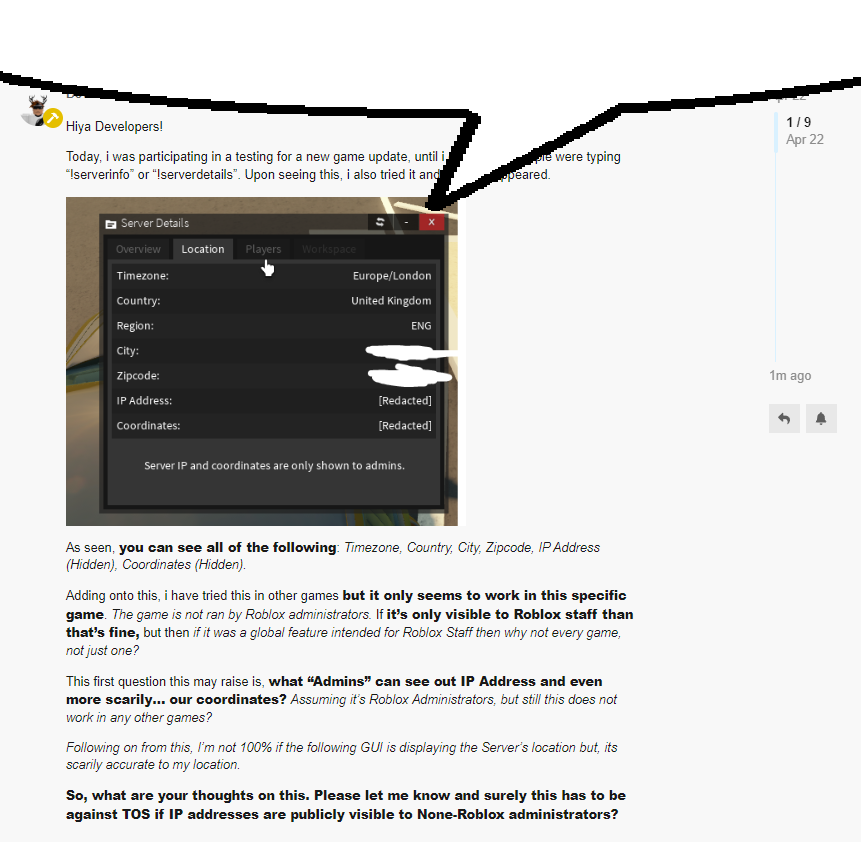 1 / 9
Apr 22
Hiya Developers!
Today, i was participating in a testing for a new game update, until i were typing
“!serverinfo” or “!serverdetails”. Upon seeing this, i also tried it and
Server Details
- X
Overview Location Players Workspace
Timezone: Europe/London
Country: United Kingdom
Region: ENG
City:
Zipcode:
IP Address: [Redacted]
Coordinates: [Redacted]
Server IP and coordinates are only shown to admins.
1m ago
As seen, you can see all of the following: Timezone, Country, City, Zipcode, IP Address
(Hidden), Coordinates (Hidden).
Adding onto this, i have tried this in other games but it only seems to work in this specific
game. The game is not ran by Roblox administrators. If it’s only visible to Roblox staff than
that’s fine, but then if it was a global feature intended for Roblox Staff then why not every game,
not just one?
This first question this may raise is, what “Admins” can see out IP Address and even
more scarily... our coordinates? Assuming it’s Roblox Administrators, but still this does not
work in any other games?
Following on from this, I’m not 100% if the following GUI is displaying the Server’s location but, its
scarily accurate to my location.
So, what are your thoughts on this. Please let me know and surely this has to be
against TOS if IP addresses are publicly visible to None-Roblox administrators?